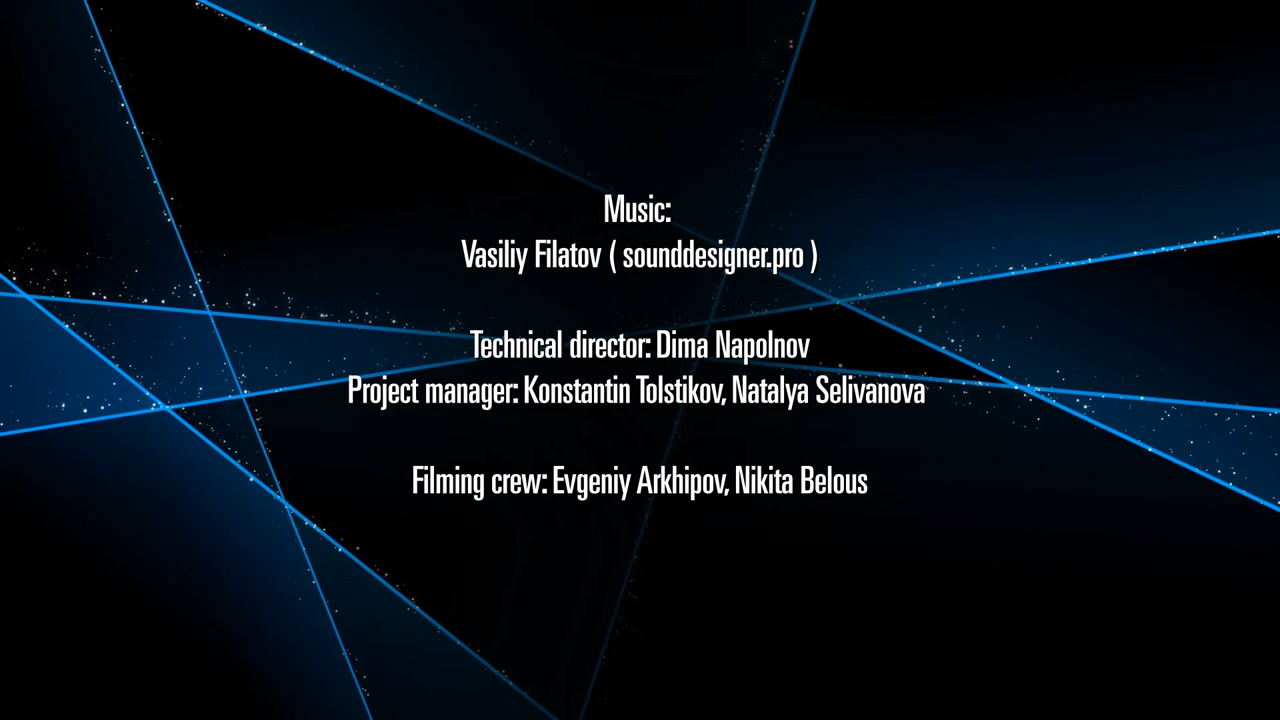 Music:
Vasiliy Filatov ( sounddesigner.pro )
Technical director: Dima Napolnov
Project manager: Konstantin Tolstikov, Natalya Selivanova
Filming crew: Evgeniy Arkhipov, Nikita Belous